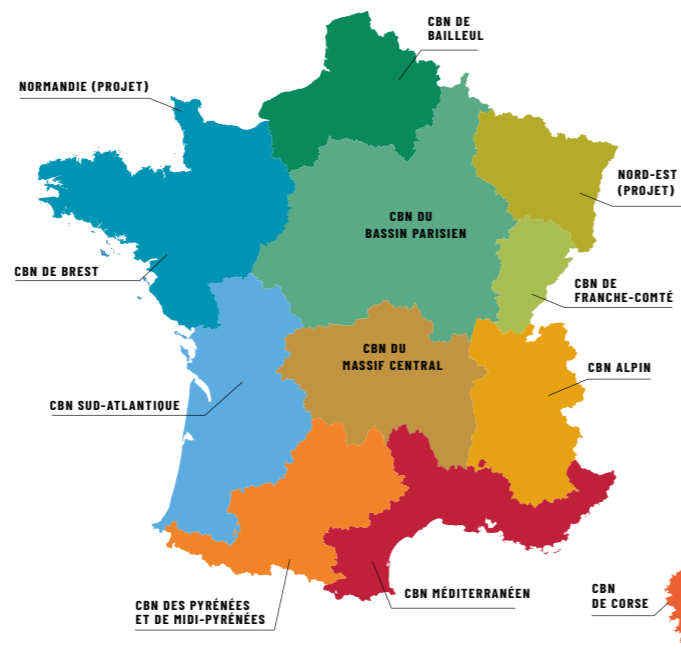 CBN DE
BAILLEUL
NORMANDIE (PROJET)
NORD-EST
(PROJET)
CBN DU
BASSIN PARISIEN
CBN DE BREST
CBN DE
FRANCHE-COMTÉ
CBN DU
MASSIF CENTRAL
CBN ALPIN
CBN SUD-ATLANTIQUE
CBN DES PYRÉNÉES
ET DE MIDI-PYRÉNÉES
CBN MÉDITERRANÉEN
CBN
DE CORSE